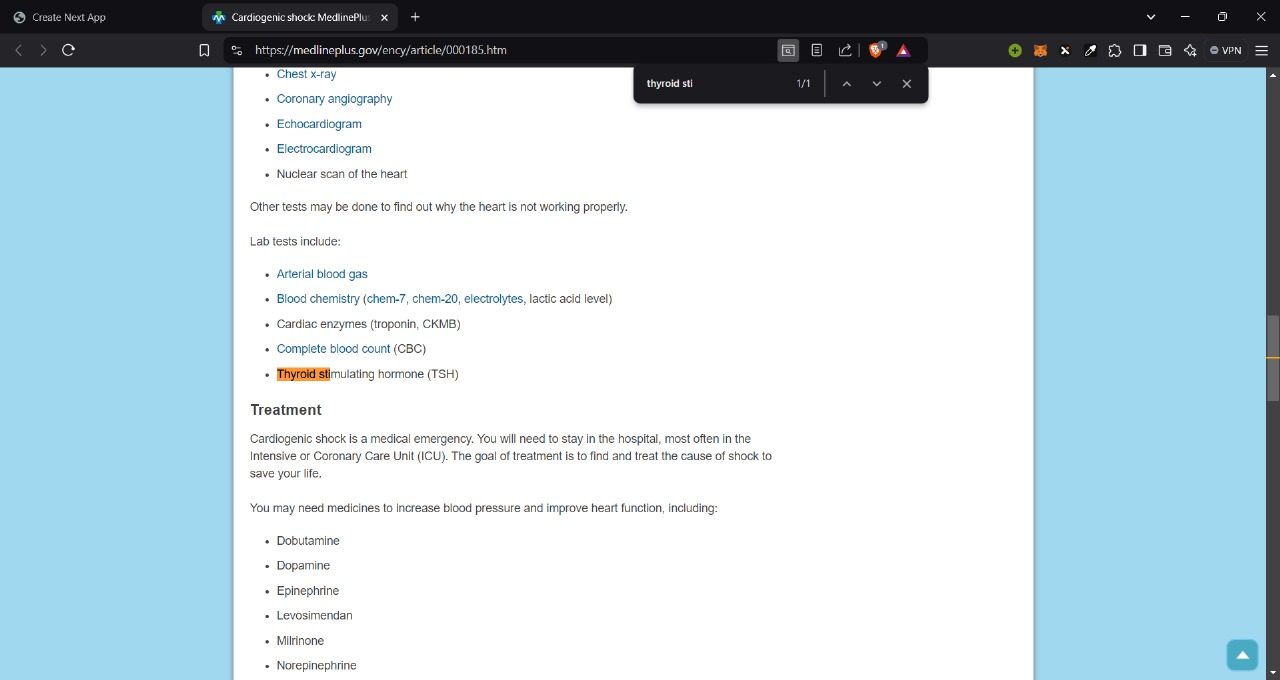 Create Next App
Cardiogenic shock: MedlinePlu
https://medlineplus.gov/ency/article/000185.htm
1
VPN
thyroid sti
1/1
Chest x-ray
Coronary angiography
Echocardiogram
Electrocardiogram
Nuclear scan of the heart
Other tests may be done to find out why the heart is not working properly.
Lab tests include:
Arterial blood gas
Blood chemistry (chem-7, chem-20, electrolytes, lactic acid level)
Cardiac enzymes (troponin, CKMB)
Complete blood count (CBC)
Thyroid stimulating hormone (TSH)
Treatment
Cardiogenic shock is a medical emergency. You will need to stay in the hospital, most often in the
Intensive or Coronary Care Unit (ICU). The goal of treatment is to find and treat the cause of shock to
save your life.
You may need medicines to increase blood pressure and improve heart function, including:
Dobutamine
Dopamine
Epinephrine
Levosimendan
Milrinone
Norepinephrine